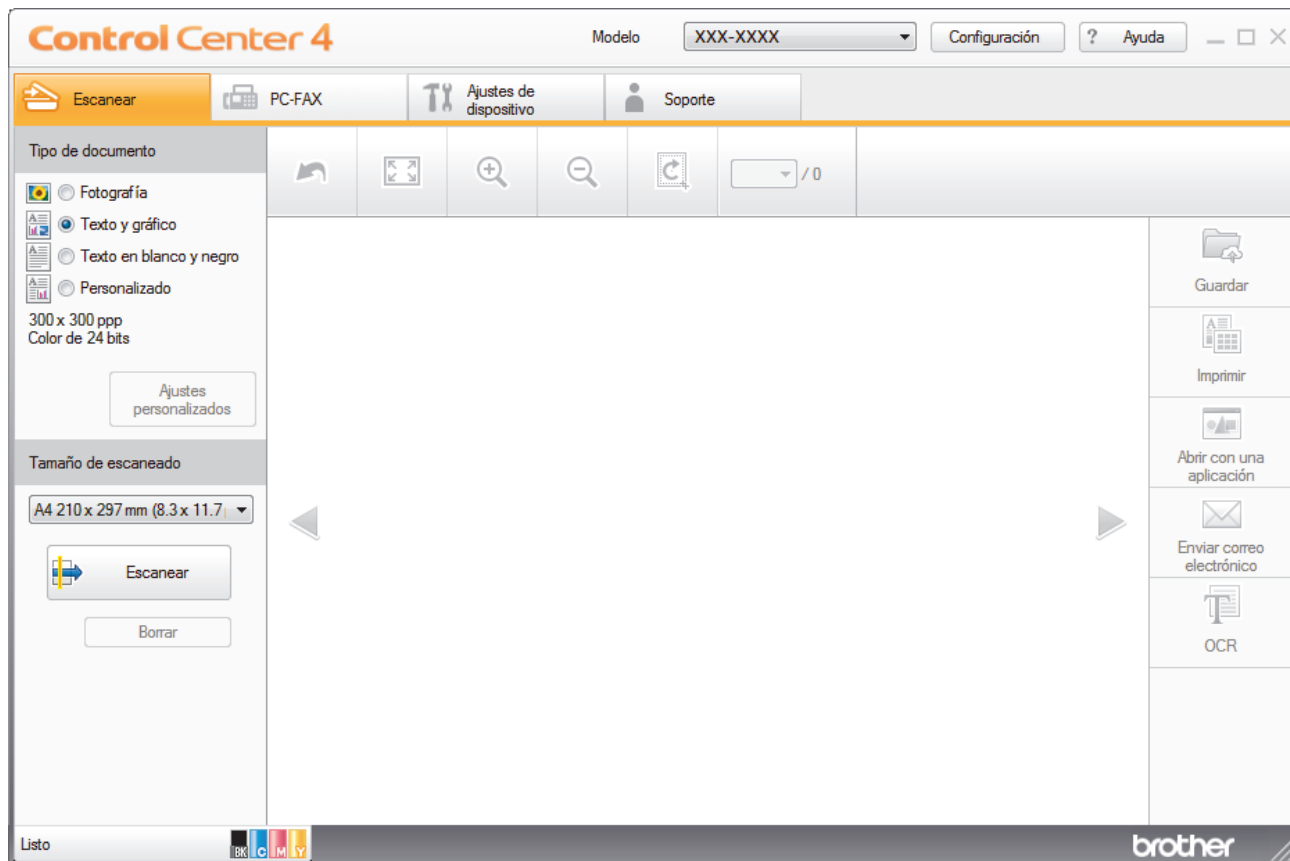 Control Center 4
Modelo
XXX-XXXX
Configuración
? Ayuda
Escanear
PC-FAX
Ajustes de
dispositivo
Soporte
Tipo de documento
Fotografía
Texto y gráfico
Texto en blanco y negro
Personalizado
300 x 300 ppp
Color de 24 bits
Ajustes
personalizados
Tamaño de escaneado
A4 210 x 297 mm (8.3 x 11.7
Escanear
Borrar
/ 0
Guardar
Imprimir
Abrir con una
aplicación
Enviar correo
electrónico
OCR
Listo
BK C M Y
brother